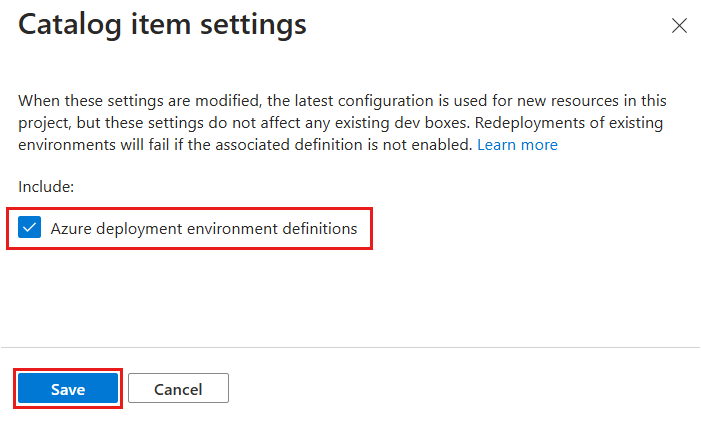 Catalog item settings
When these settings are modified, the latest configuration is used for new resources in this
project, but these settings do not affect any existing dev boxes. Redeployments of existing
environments will fail if the associated definition is not enabled. Learn more
Include:
Azure deployment environment definitions
Save
Cancel